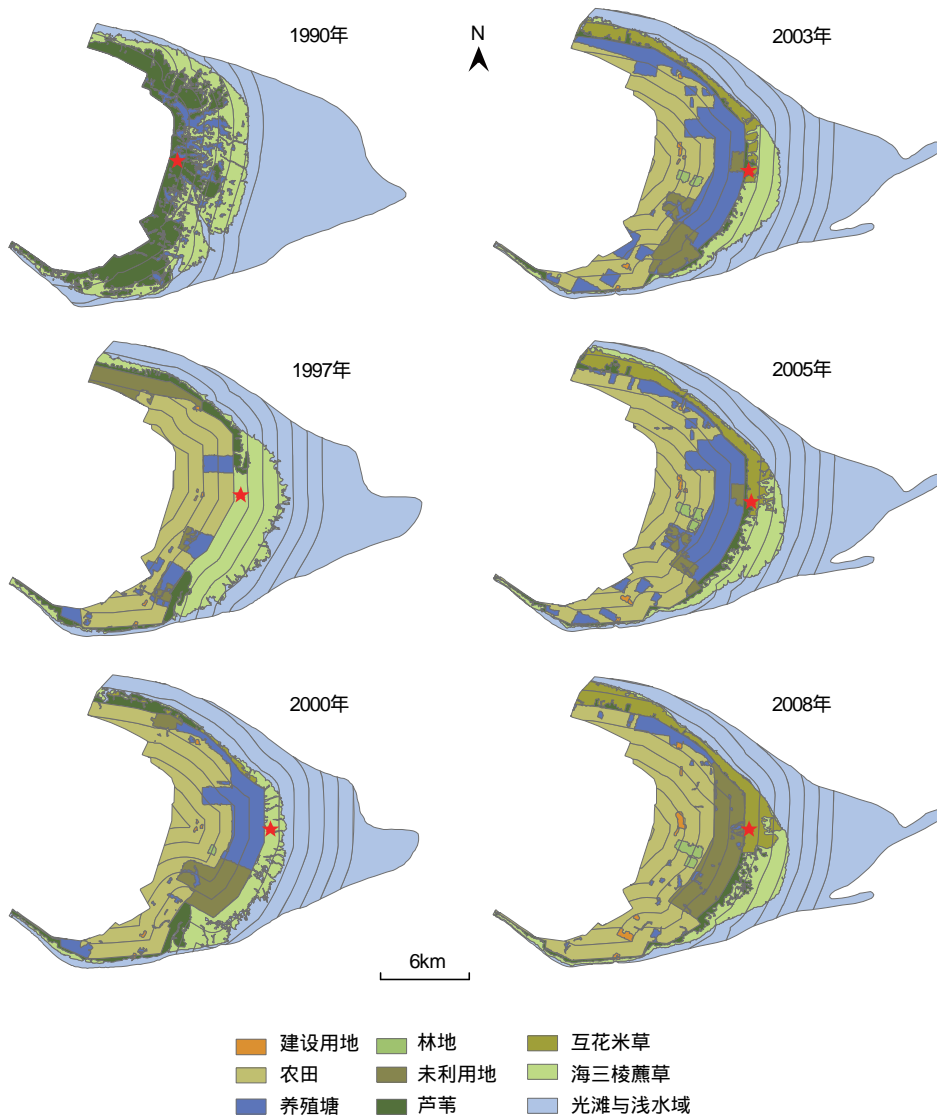 1990年
N
2003年
1997年
2005年
2000年
2008年
6km
建设用地 林地 互花米草
农田 未利用地 海三棱藨草
养殖塘 芦苇 光滩与浅水域